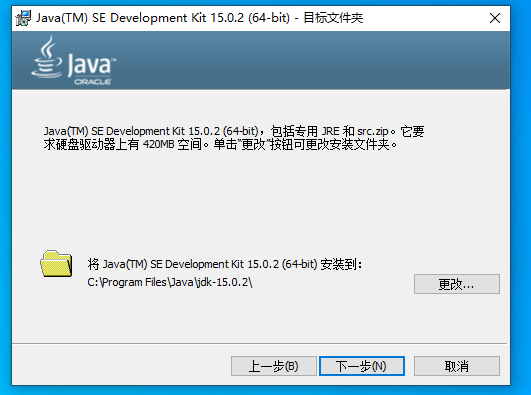 Java(TM) SE Development Kit 15.0.2 (64-bit) - 目标文件夹
Java™
ORACLE
Java(TM) SE Development Kit 15.0.2 (64-bit)，包括专用 JRE 和 src.zip。它要
求硬盘驱动器上有 420MB 空间。单击"更改"按钮可更改安装文件夹。
将 Java(TM) SE Development Kit 15.0.2 (64-bit) 安装到：
C:\Program Files\Java\jdk-15.0.2\
更改...
上一步(B)
下一步(N)
取消